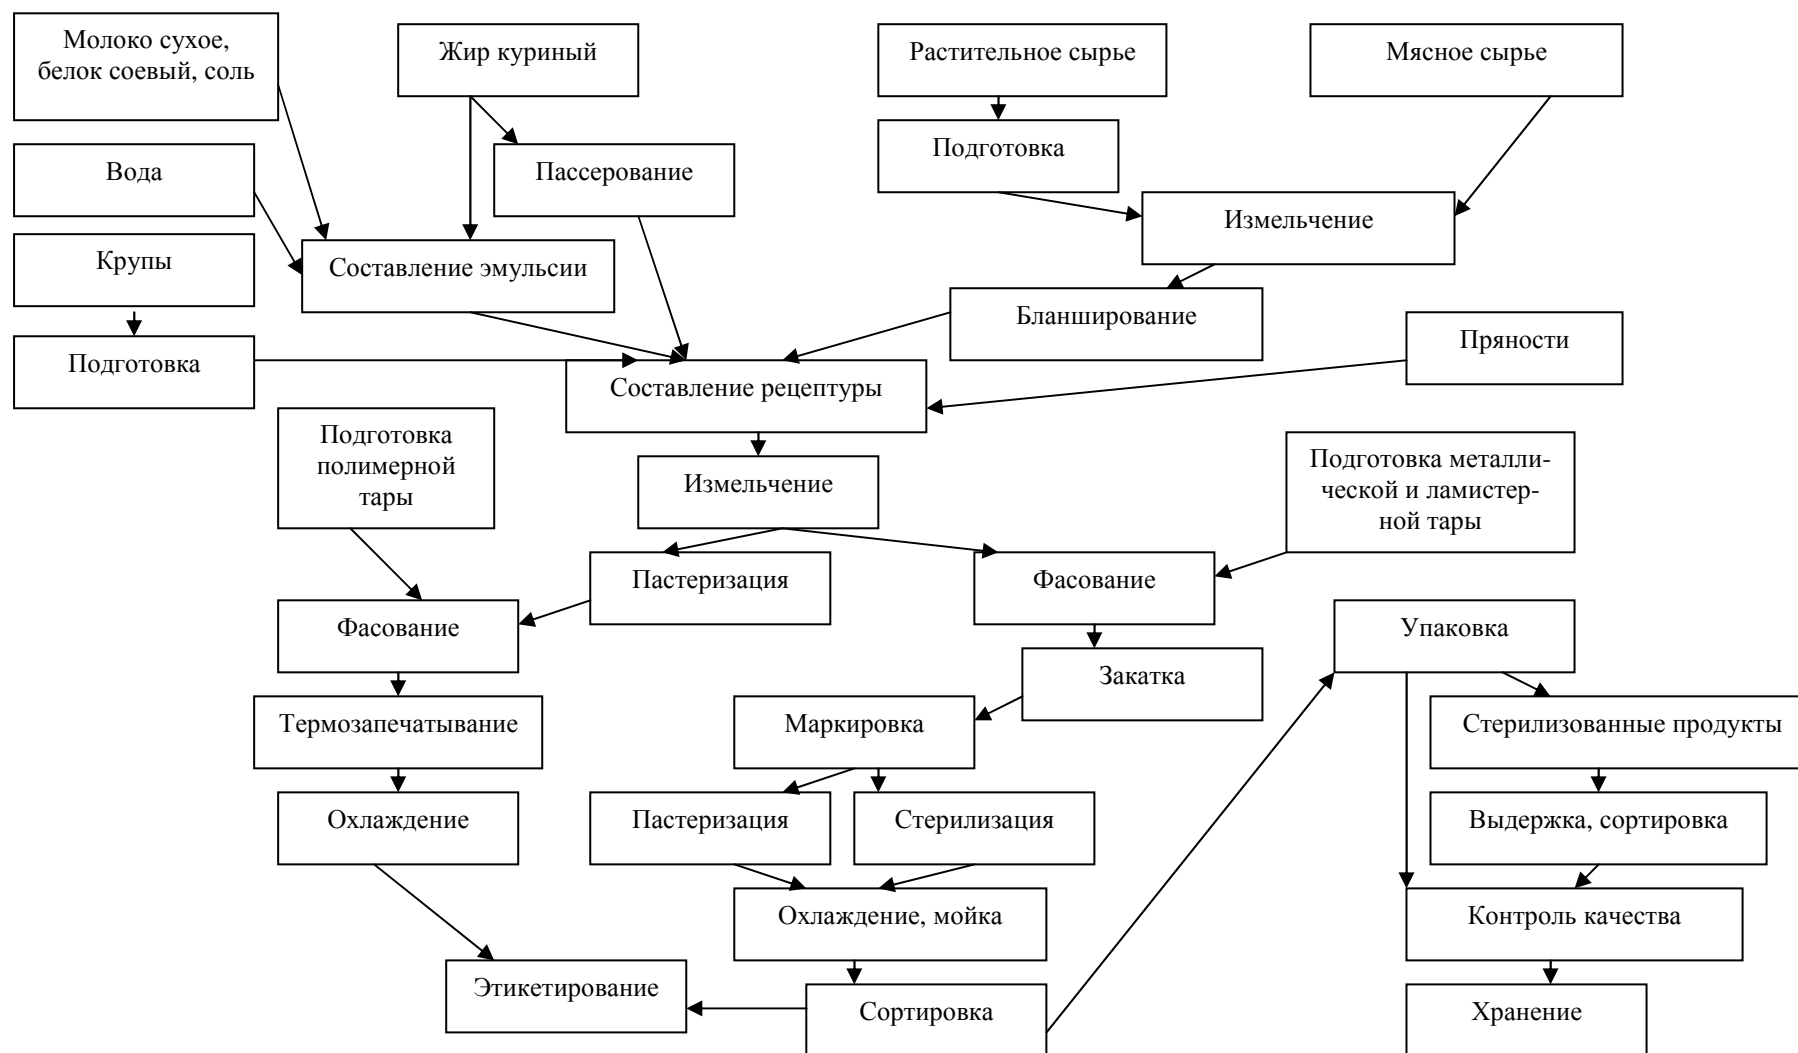 Молоко сухое,
белок соевый, соль
Жир куриный
Растительное сырье
Мясное сырье
Вода
Пассерование
Подготовка
Измельчение
Крупы
Составление эмульсии
Бланширование
Пряности
Подготовка
Составление рецептуры
Подготовка
полимерной
тары
Измельчение
Подготовка металли-
ческой и ламистер-
ной тары
Пастеризация
Фасование
Фасование
Упаковка
Закатка
Термозапечатывание
Маркировка
Стерилизованные продукты
Охлаждение
Пастеризация
Стерилизация
Выдержка, сортировка
Охлаждение, мойка
Контроль качества
Этикетирование
Сортировка
Хранение